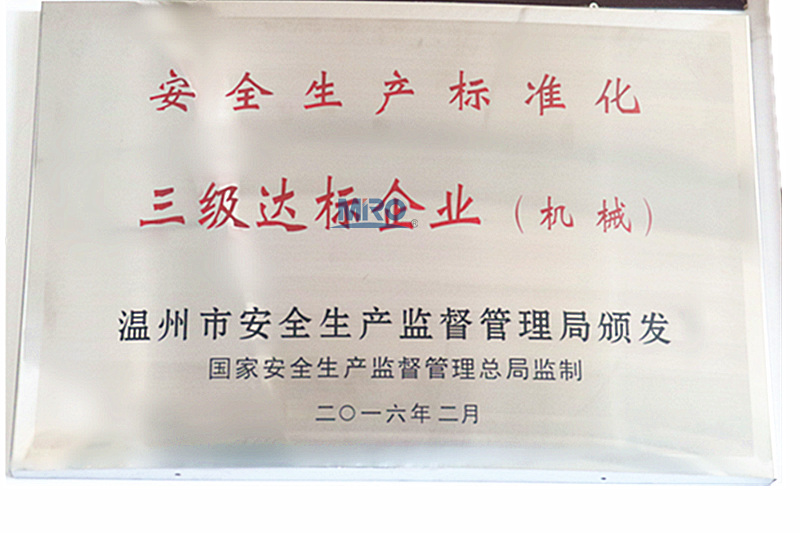 安全生产标准化
三级达标企业（机械）
MIRO®
温州市安全生产监督管理局颁发
国家安全生产监督管理总局监制
二〇一六年二月